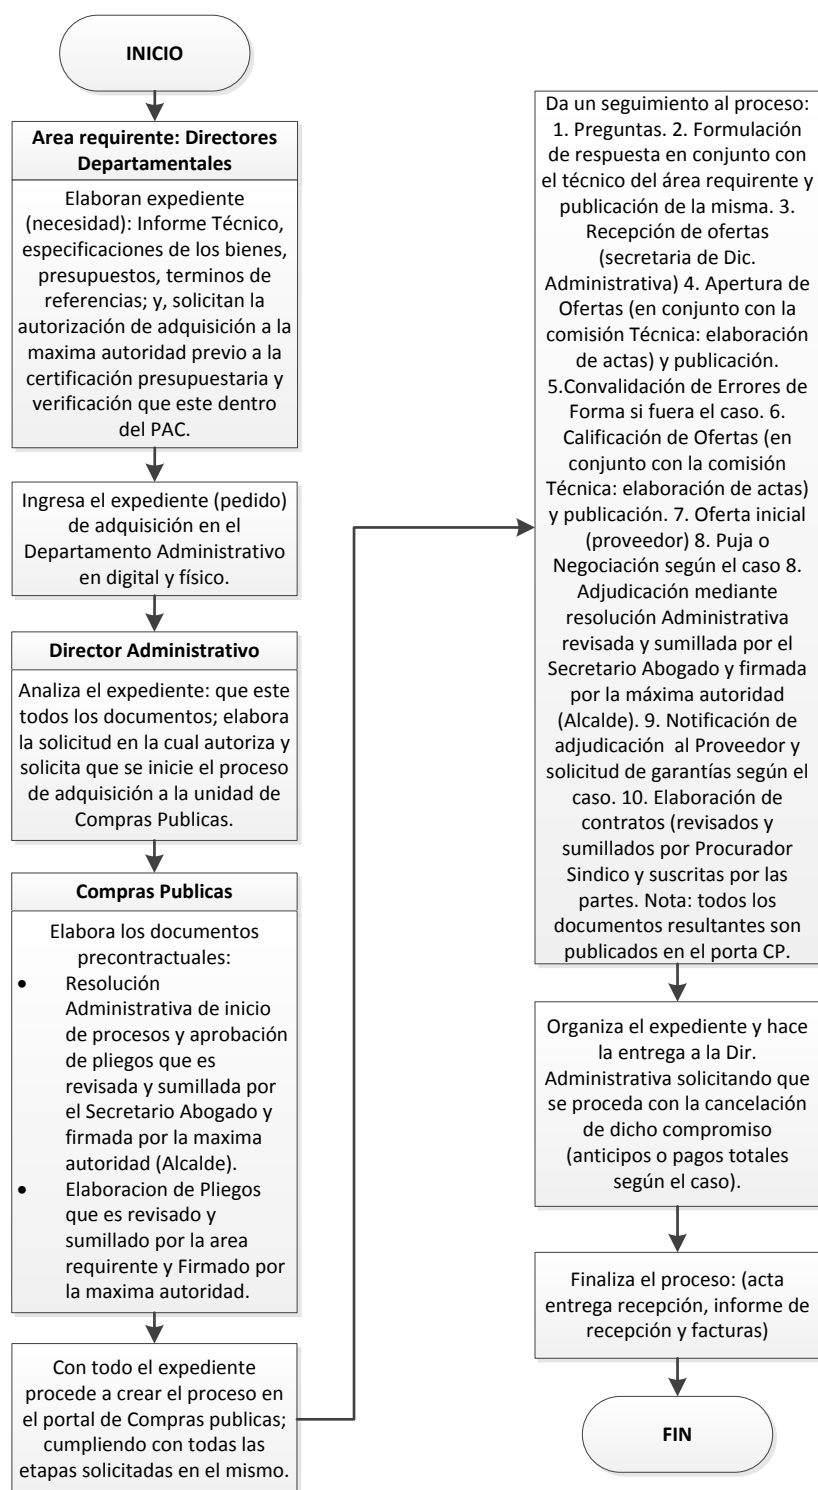 INICIO
Area requirente: Directores
Departamentales
Elaboran expediente
(necesidad): Informe Técnico,
especificaciones de los bienes,
presupuestos, terminos de
referencias; y, solicitan la
autorización de adquisición a la
maxima autoridad previo a la
certificación presupuestaria y
verificación que este dentro
del PAC.
Ingresa el expediente (pedido)
de adquisición en el
Departamento Administrativo
en digital y físico.
Director Administrativo
Analiza el expediente: que este
todos los documentos; elabora
la solicitud en la cual autoriza y
solicita que se inicie el proceso
de adquisición a la unidad de
Compras Publicas.
Compras Publicas
Elabora los documentos
precontractuales:
• Resolución
Administrativa de inicio
de procesos y aprobación
de pliegos que es
revisada y sumillada por
el Secretario Abogado y
firmada por la maxima
autoridad (Alcalde).
• Elaboracion de Pliegos
que es revisado y
sumillado por la area
requirente y Firmado por
la maxima autoridad.
Con todo el expediente
procede a crear el proceso en
el portal de Compras publicas;
cumpliendo con todas las
etapas solicitadas en el mismo.
Da un seguimiento al proceso:
1. Preguntas. 2. Formulación
de respuesta en conjunto con
el técnico del área requirente y
publicación de la misma. 3.
Recepción de ofertas
(secretaria de Dic.
Administrativa) 4. Apertura de
Ofertas (en conjunto con la
comisión Técnica: elaboración
de actas) y publicación.
5.Convalidación de Errores de
Forma si fuera el caso. 6.
Calificación de Ofertas (en
conjunto con la comisión
Técnica: elaboración de actas)
y publicación. 7. Oferta inicial
(proveedor) 8. Puja o
Negociación según el caso 8.
Adjudicación mediante
resolución Administrativa
revisada y sumillada por el
Secretario Abogado y firmada
por la máxima autoridad
(Alcalde). 9. Notificación de
adjudicación al Proveedor y
solicitud de garantías según el
caso. 10. Elaboración de
contratos (revisados y
sumillados por Procurador
Sindico y suscritas por las
partes. Nota: todos los
documentos resultantes son
publicados en el porta CP.
Organiza el expediente y hace
la entrega a la Dir.
Administrativa solicitando que
se proceda con la cancelación
de dicho compromiso
(anticipos o pagos totales
según el caso).
Finaliza el proceso: (acta
entrega recepción, informe de
recepción y facturas)
FIN